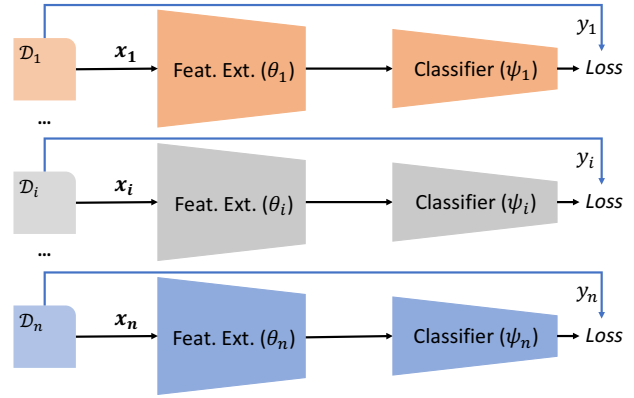 𝒟₁ 𝒙₁ Feat. Ext. (θ₁) Classifier (ψ₁) y₁ Loss
...
𝒟ᵢ 𝒙ᵢ Feat. Ext. (θᵢ) Classifier (ψᵢ) yᵢ Loss
...
𝒟ₙ 𝒙ₙ Feat. Ext. (θₙ) Classifier (ψₙ) yₙ Loss